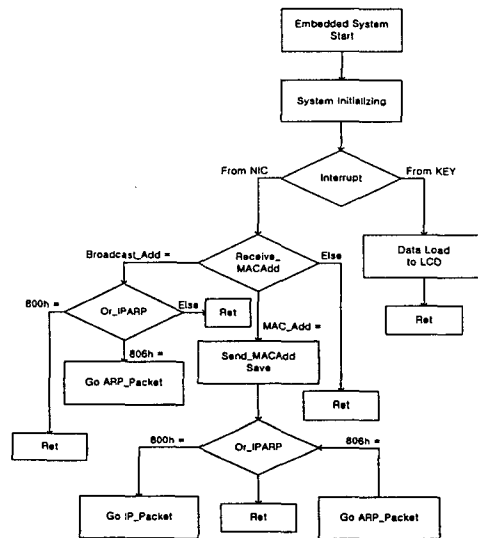 Embedded System
Start
System Initializing
From NIC
Interrupt
From KEY
Broadcast_Add =
Receive_
MACAdd
Else
Data Load
to LCD
800h =
Or_IPARP
Else
Ret
MAC_Add =
Ret
806h =
Go ARP_Packet
Send_MACAdd
Save
Ret
Ret
800h =
Or_IPARP
806h =
Go IP_Packet
Ret
Go ARP_Packet